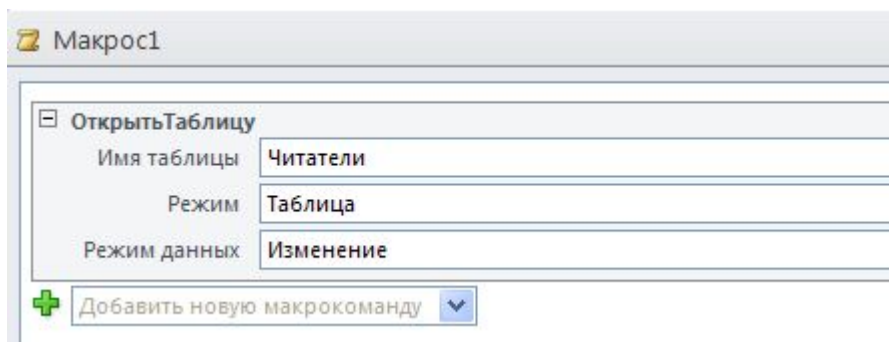 Макрос1
ОткрытьТаблицу
Имя таблицы Читатели
Режим Таблица
Режим данных Изменение
Добавить новую макрокоманду